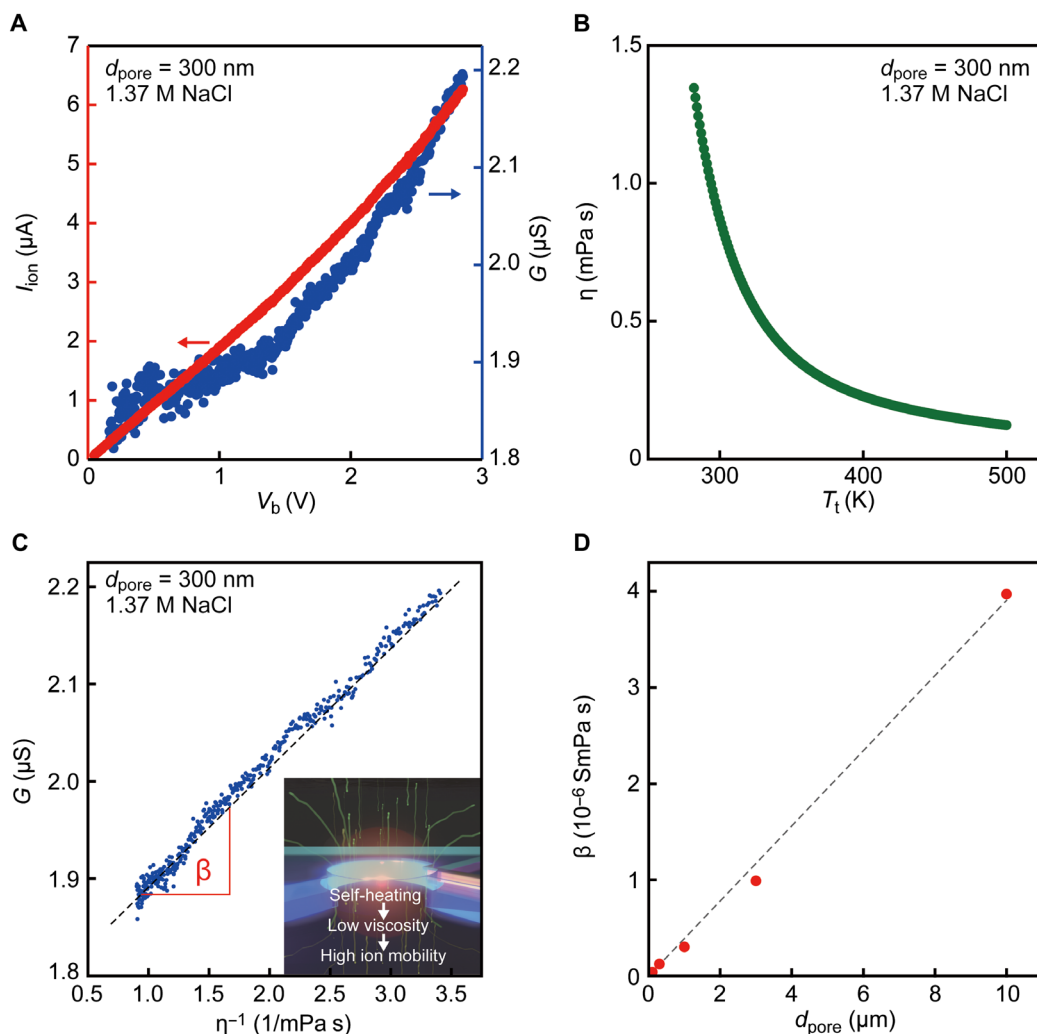 A
d_pore = 300 nm
1.37 M NaCl
7
6
5
4
3
2
1
0
I_ion (µA)
2.2
2.1
2.0
1.9
1.8
G (µS)
0 1 2 3
V_b (V)
B
d_pore = 300 nm
1.37 M NaCl
1.5
1.0
0.5
0
η (mPa s)
300 400 500
T_t (K)
C
d_pore = 300 nm
1.37 M NaCl
2.2
2.1
2.0
1.9
1.8
G (µS)
β
Self-heating
Low viscosity
High ion mobility
0.5 1.0 1.5 2.0 2.5 3.0 3.5
η⁻¹ (1/mPa s)
D
4
3
2
1
0
β (10⁻⁶ SmPa s)
0 2 4 6 8 10
d_pore (µm)